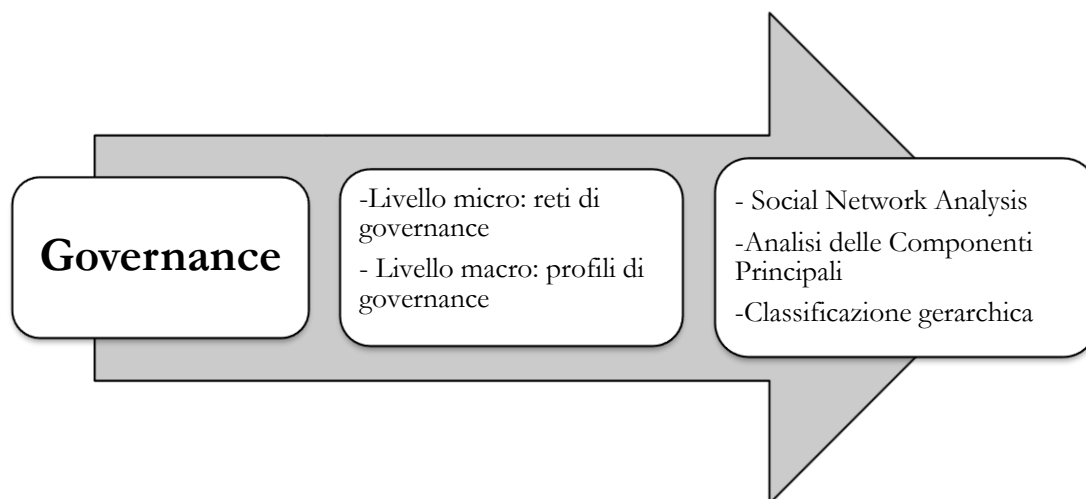 Governance
-Livello micro: reti di
governance
- Livello macro: profili di
governance
- Social Network Analysis
-Analisi delle Componenti
Principali
-Classificazione gerarchica